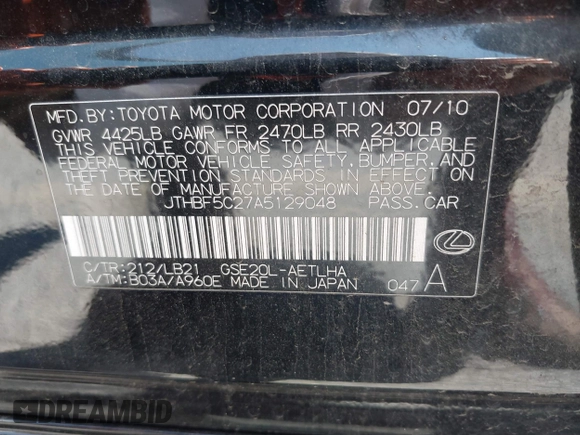 MFD.BY:TOYOTA MOTOR CORPORATION 07/10
GVWR 4425LB GAWR FR 2470LB RR 2430LB
THIS VEHICLE CONFORMS TO ALL APPLICABLE
FEDERAL MOTOR VEHICLE SAFETY,BUMPER,AND
THEFT PREVENTION STANDARDS IN EFFECT ON
THE DATE OF MANUFACTURE SHOWN ABOVE.
JTHBF5C27A5129048 PASS.CAR
C/TR:212/LB21 GSE20L-AETLHA
A/TM:B03A/A960E MADE IN JAPAN 047 A
DREAMBID